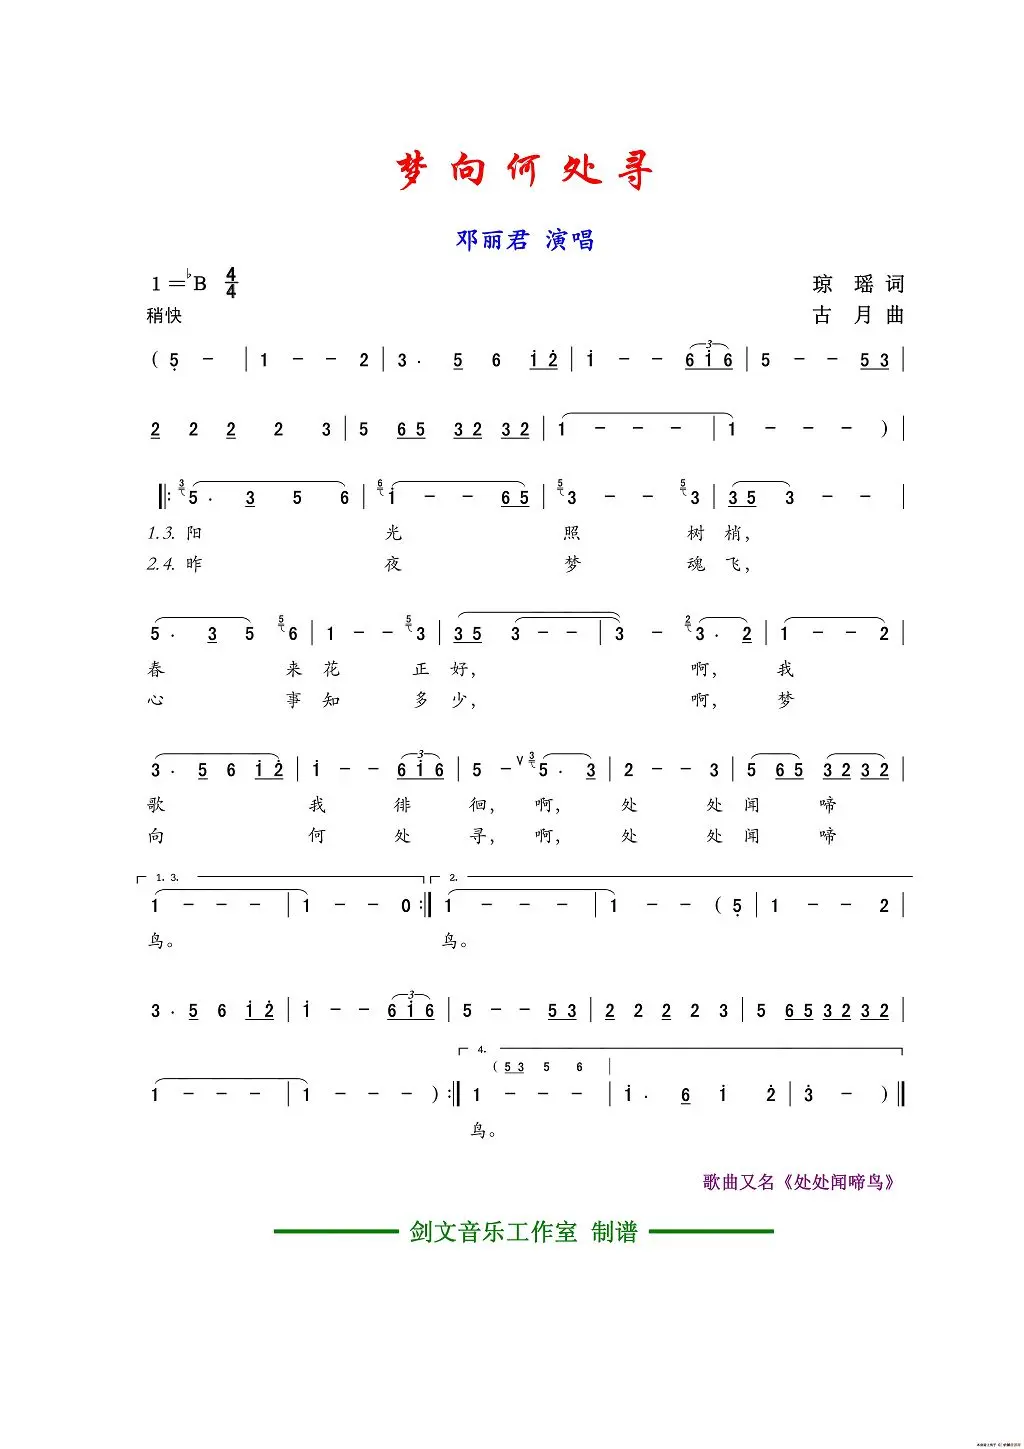 梦向何处寻
邓丽君 演唱
1=♭B 4/4 琼 瑶 词
稍快 古 月 曲
( 5̣ - | 1 - - 2 | 3 · 5 6 i 2̇ | i - - 6 i 6 | 5 - - 5 3 |
2 2 2 2 3 | 5 6 5 3 2 3 2 | 1 - - - | 1 - - - ) |
‖: 3 5 · 3 5 6 | 6 i - - 6 5 | 5 3 - - 5 3 | 3 5 3 - - |
1.3. 阳 光 照 树 梢,
2.4. 昨 夜 梦 魂 飞,
5 · 3 5 5 6 | 1 - - 5 3 | 3 5 3 - - | 3 - 2 3 · 2 | 1 - - 2 |
春 来 花 正 好, 啊, 我
心 事 知 多 少, 啊, 梦
3 · 5 6 i 2̇ | i - - 6 i 6 | 5 - V 3 5 · 3 | 2 - - 3 | 5 6 5 3 2 3 2 |
歌 我 徘 徊, 啊, 处 处 闻 啼
向 何 处 寻, 啊, 处 处 闻 啼
1. 3. 2.
1 - - - | 1 - - 0 :‖ 1 - - - | 1 - - ( 5̣ | 1 - - 2 |
鸟。 鸟。
3 · 5 6 i 2̇ | i - - 6 i 6 | 5 - - 5 3 | 2 2 2 2 3 | 5 6 5 3 2 3 2 |
4.
( 5 3 5 6 |
1 - - - | 1 - - - ) :‖ 1 - - - | i · 6 i 2̇ | 3̇ - ) ‖
鸟。
歌曲又名《处处闻啼鸟》
剑文音乐工作室 制谱